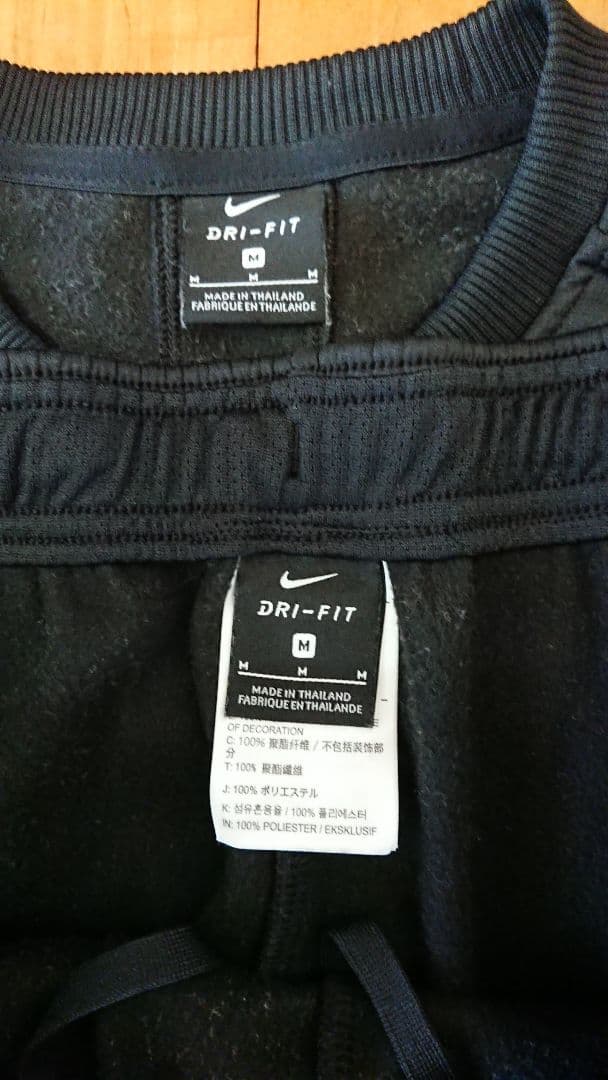 DRI-FIT
M
M M M
MADE IN THAILAND
FABRIQUE EN THAILANDE
DRI-FIT
M
M M M
MADE IN THAILAND
FABRIQUE EN THAILANDE
OF DECORATION
C: 100% 聚酯纤维 / 不包括装饰部
分
T: 100% 聚酯纖維
J: 100% ポリエステル
K: 섬유혼용율 / 100% 폴리에스터
IN: 100% POLIESTER / EKSKLUSIF